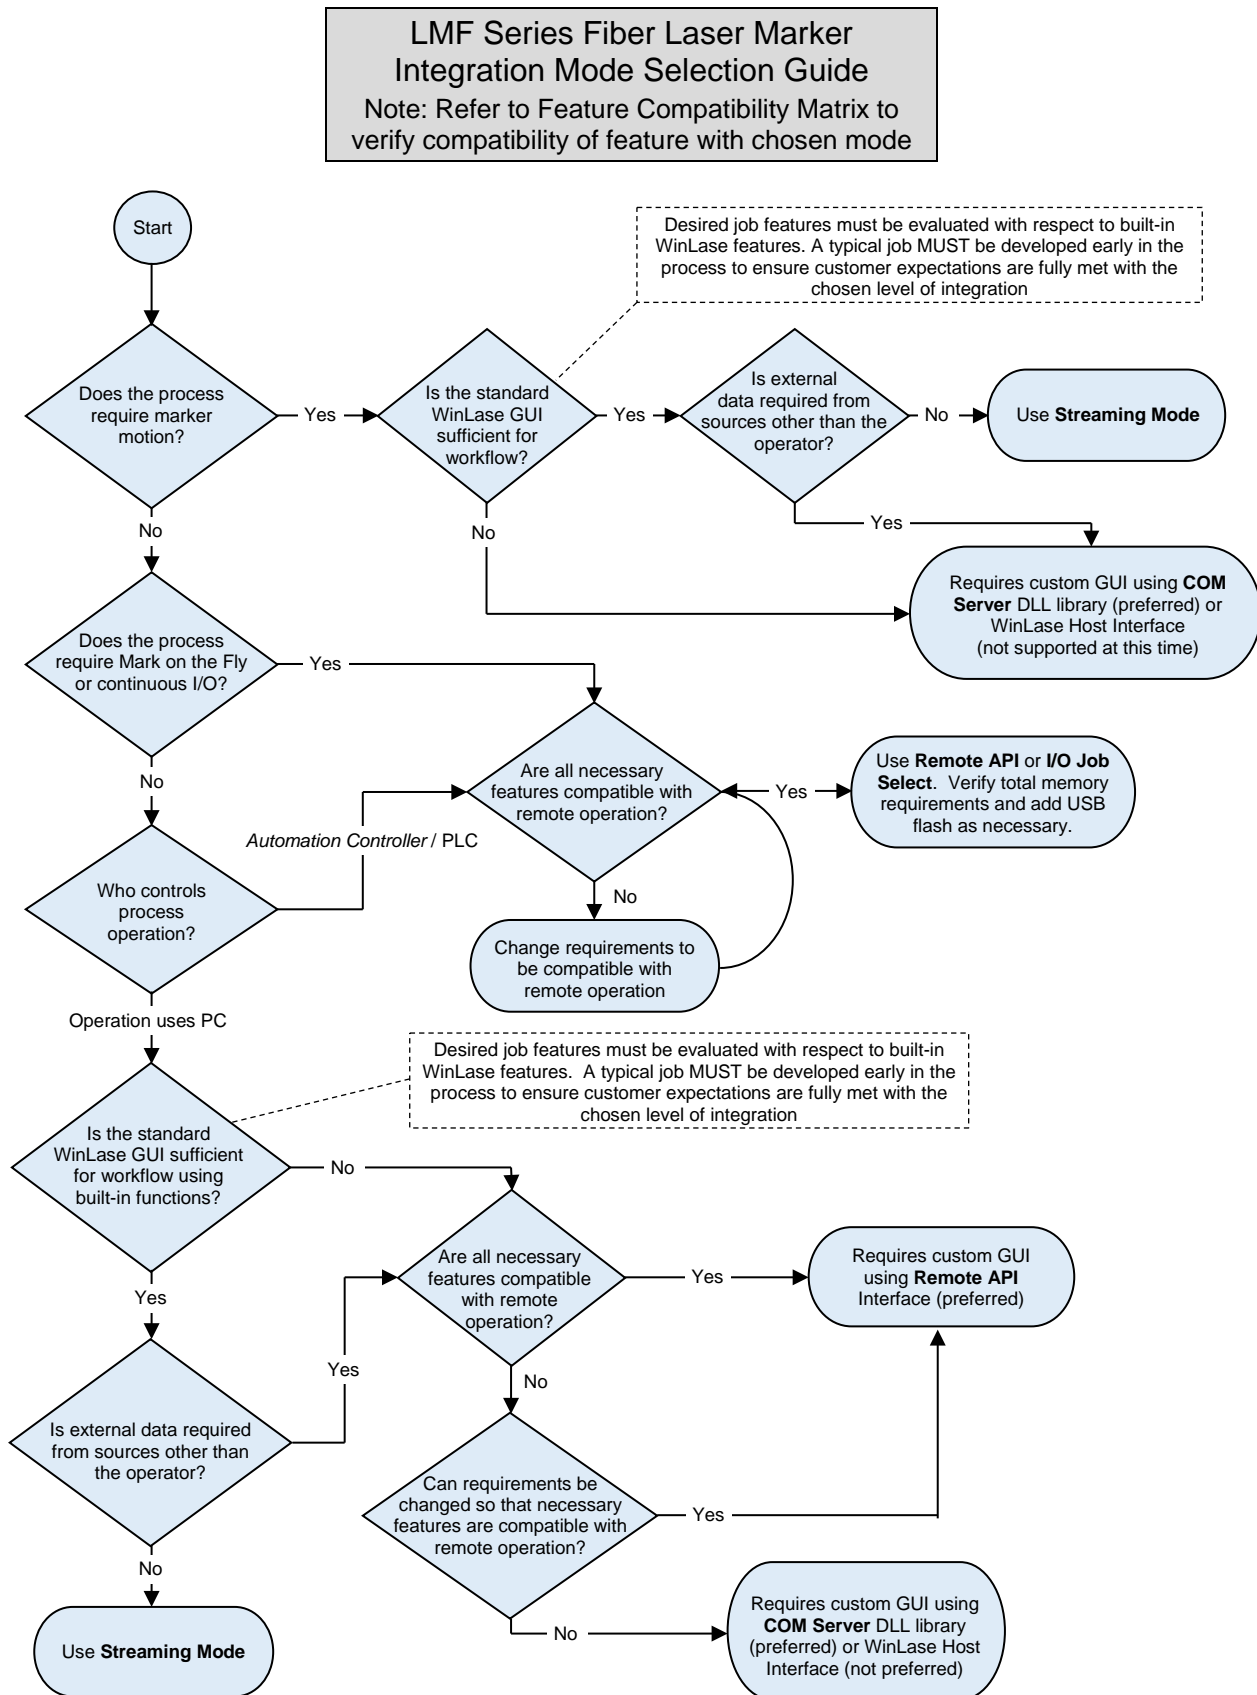 LMF Series Fiber Laser Marker
Integration Mode Selection Guide
Note: Refer to Feature Compatibility Matrix to
verify compatibility of feature with chosen mode
Start
Desired job features must be evaluated with respect to built-in
WinLase features. A typical job MUST be developed early in the
process to ensure customer expectations are fully met with the
chosen level of integration
Does the process
require marker
motion?
Yes
Is the standard
WinLase GUI
sufficient for
workflow?
Yes
Is external
data required from
sources other than the
operator?
No
Use Streaming Mode
No
No
Yes
Requires custom GUI using COM
Server DLL library (preferred) or
WinLase Host Interface
(not supported at this time)
Does the process
require Mark on the Fly
or continuous I/O?
Yes
Are all necessary
features compatible with
remote operation?
Yes
Use Remote API or I/O Job
Select.  Verify total memory
requirements and add USB
flash as necessary.
No
Automation Controller / PLC
Who controls
process
operation?
No
Change requirements to
be compatible with
remote operation
Operation uses PC
Desired job features must be evaluated with respect to built-in
WinLase features.  A typical job MUST be developed early in the
process to ensure customer expectations are fully met with the
chosen level of integration
Is the standard
WinLase GUI sufficient
for workflow using
built-in functions?
No
Are all necessary
features compatible
with remote
operation?
Yes
Requires custom GUI
using Remote API
Interface (preferred)
Yes
Yes
No
Is external data required
from sources other than
the operator?
Can requirements be
changed so that necessary
features are compatible with
remote operation?
Yes
No
No
Requires custom GUI using
COM Server DLL library
(preferred) or WinLase Host
Interface (not preferred)
Use Streaming Mode